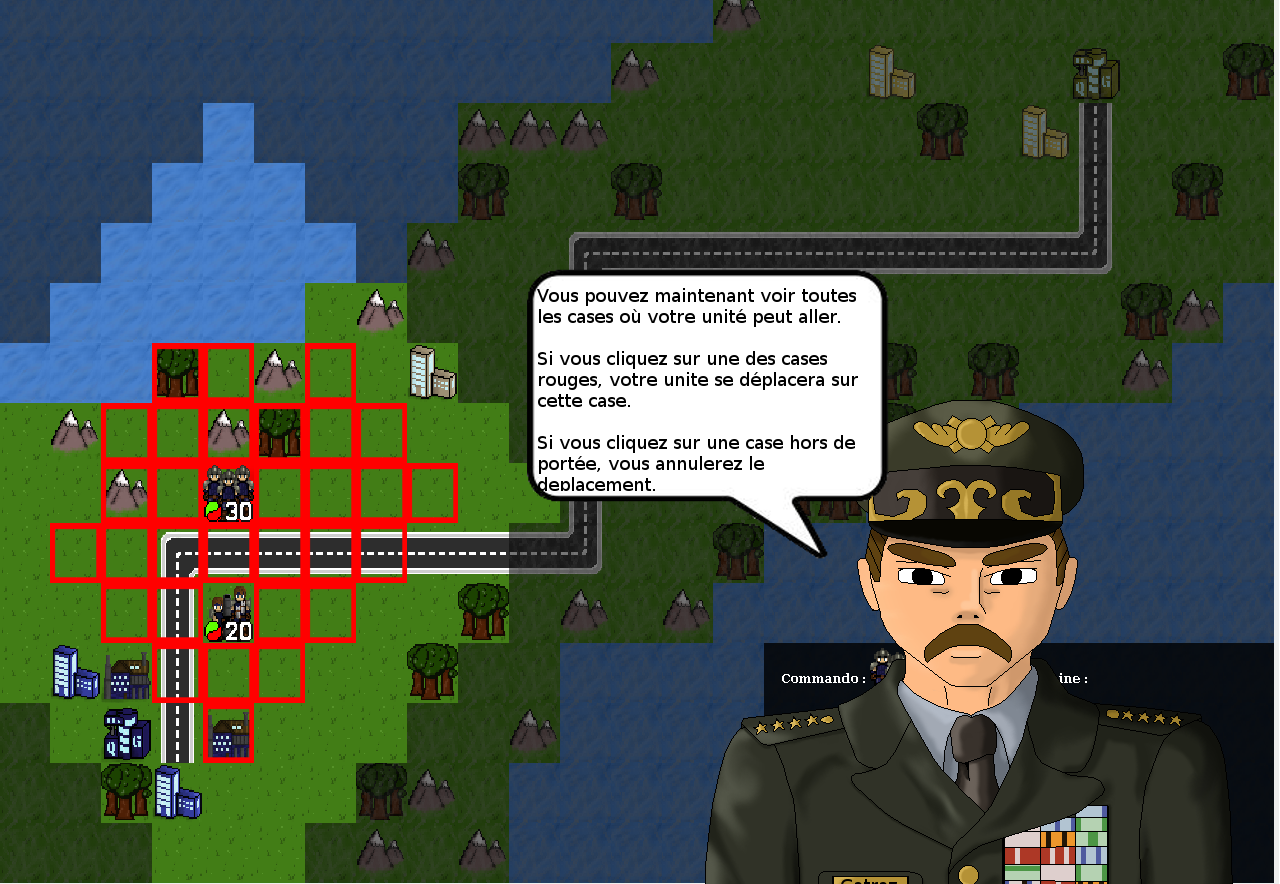 Vous pouvez maintenant voir toutes
les cases où votre unité peut aller.
Si vous cliquez sur une des cases
rouges, votre unite se déplacera sur
cette case.
Si vous cliquez sur une case hors de
portée, vous annulerez le
deplacement.
30
20
Q G
Q G
Commando : ine :